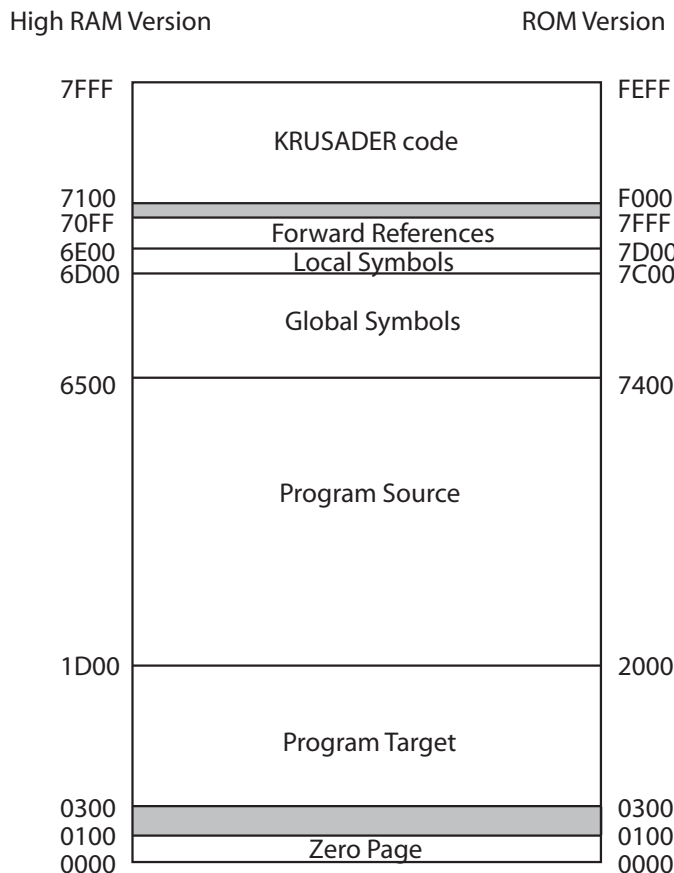 High RAM Version ROM Version
7FFF FEFF
KRUSADER code
7100 F000
70FF 7FFF
Forward References
6E00 7D00
Local Symbols
6D00 7C00
Global Symbols
6500 7400
Program Source
1D00 2000
Program Target
0300 0300
0100 0100
Zero Page
0000 0000